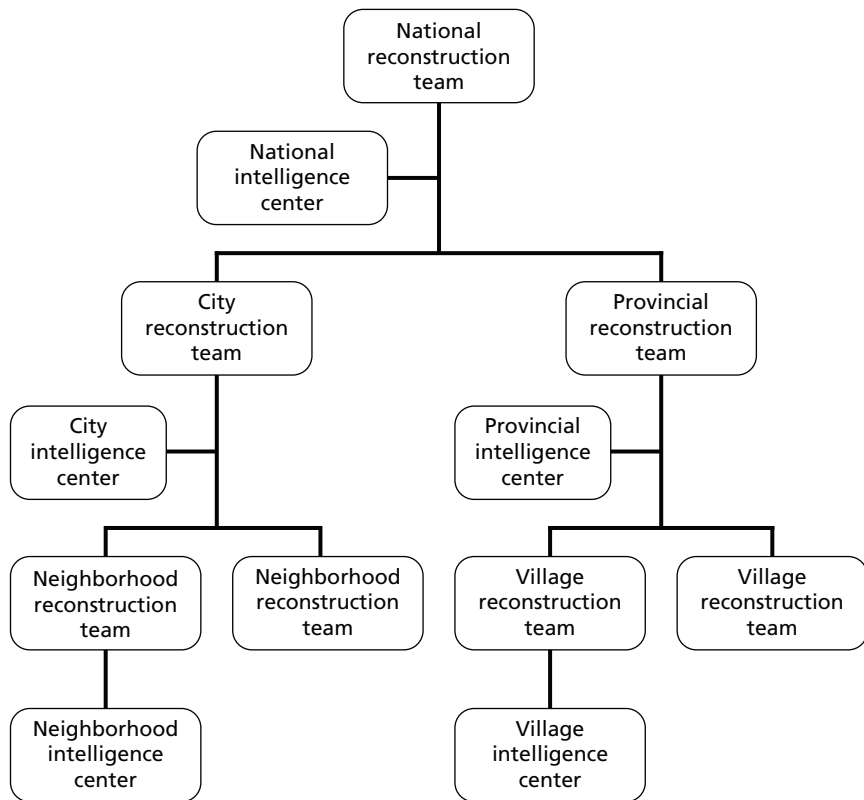 National
reconstruction
team
National
intelligence
center
City
reconstruction
team
Provincial
reconstruction
team
City
intelligence
center
Provincial
intelligence
center
Neighborhood
reconstruction
team
Neighborhood
reconstruction
team
Village
reconstruction
team
Village
reconstruction
team
Neighborhood
intelligence
center
Village
intelligence
center